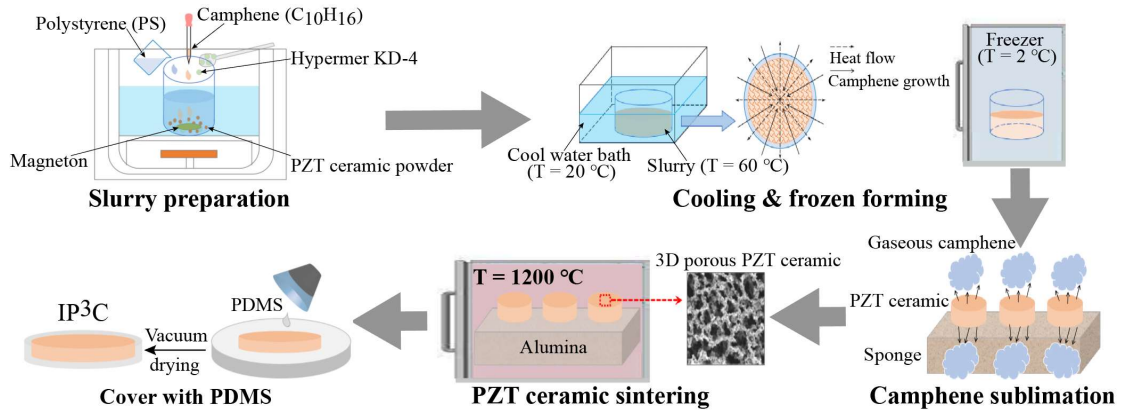 Polystyrene (PS)
Camphene (C10H16)
Hypermer KD-4
Magneton
PZT ceramic powder
Slurry preparation
Heat flow
Camphene growth
Cool water bath
(T = 20 ℃)
Slurry (T = 60 ℃)
Cooling & frozen forming
Freezer
(T = 2 ℃)
Gaseous camphene
PZT ceramic
Sponge
Camphene sublimation
T = 1200 ℃
3D porous PZT ceramic
Alumina
PZT ceramic sintering
PDMS
IP3C
Vacuum
drying
Cover with PDMS